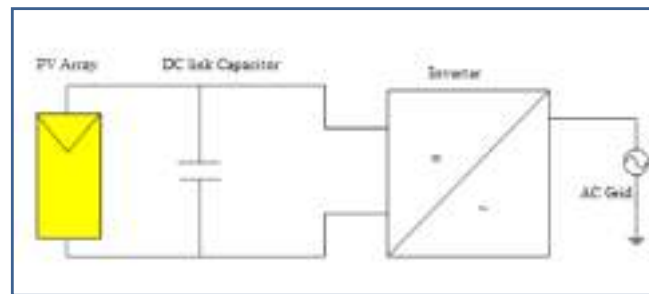 PV Array
DC link Capacitor
Inverter
=
~
AC Grid